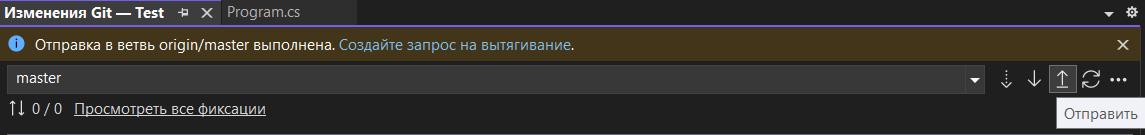 Изменения Git — Test
Program.cs
Отправка в ветвь origin/master выполнена. Создайте запрос на вытягивание.
master
0 / 0 Просмотреть все фиксации
Отправить